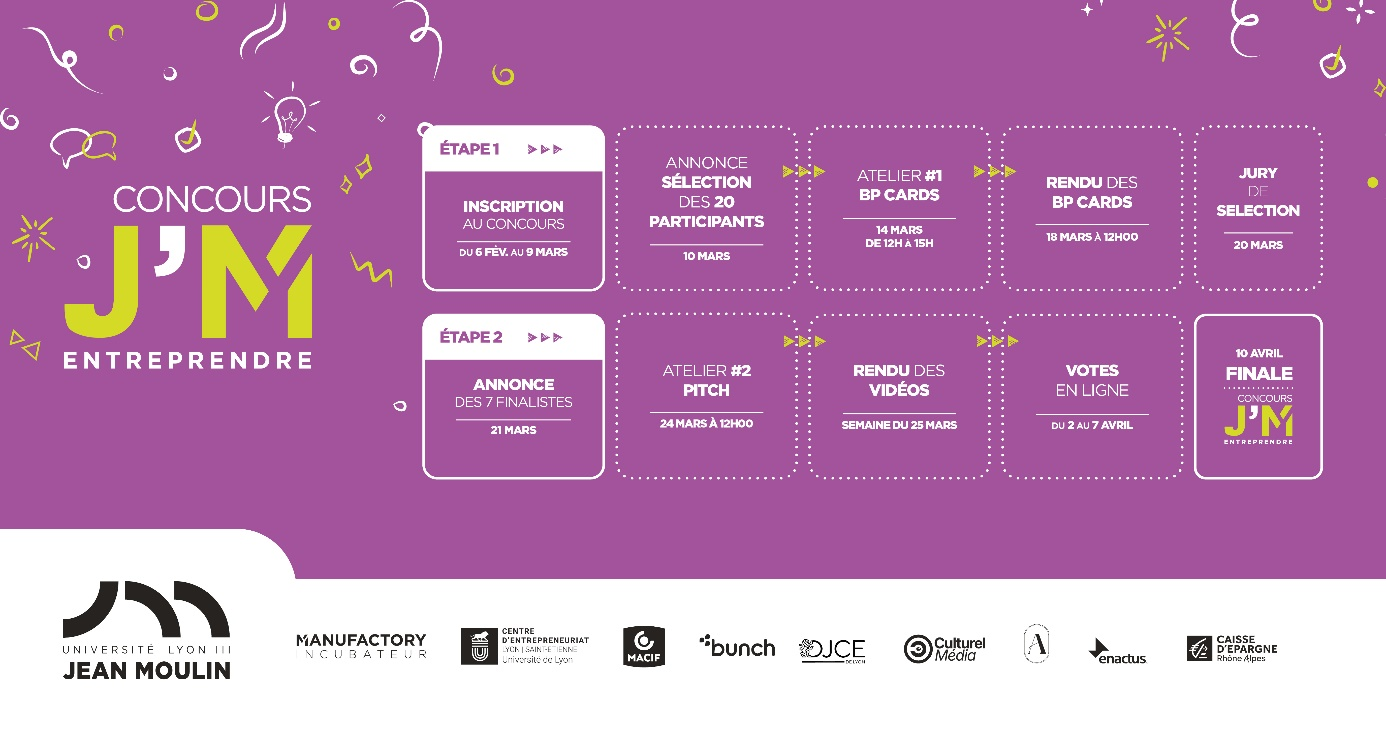 CONCOURS
J'M
ENTREPRENDRE
ÉTAPE 1
INSCRIPTION
AU CONCOURS
DU 6 FÉV. AU 9 MARS
ANNONCE
SÉLECTION
DES 20
PARTICIPANTS
10 MARS
ATELIER #1
BP CARDS
14 MARS
DE 12H À 15H
RENDU DES
BP CARDS
18 MARS À 12H00
JURY
DE
SELECTION
20 MARS
ÉTAPE 2
ANNONCE
DES 7 FINALISTES
21 MARS
ATELIER #2
PITCH
24 MARS À 12H00
RENDU DES
VIDÉOS
SEMAINE DU 25 MARS
VOTES
EN LIGNE
DU 2 AU 7 AVRIL
10 AVRIL
FINALE
CONCOURS
J'M
ENTREPRENDRE
UNIVERSITÉ LYON III
JEAN MOULIN
MANUFACTORY
INCUBATEUR
CENTRE
D'ENTREPRENEURIAT
LYON | SAINT-ETIENNE
Université de Lyon
MACIF
bunch
DJCE
DE LYON
Culturel
Média
A
enactus
CAISSE
D'EPARGNE
Rhône Alpes